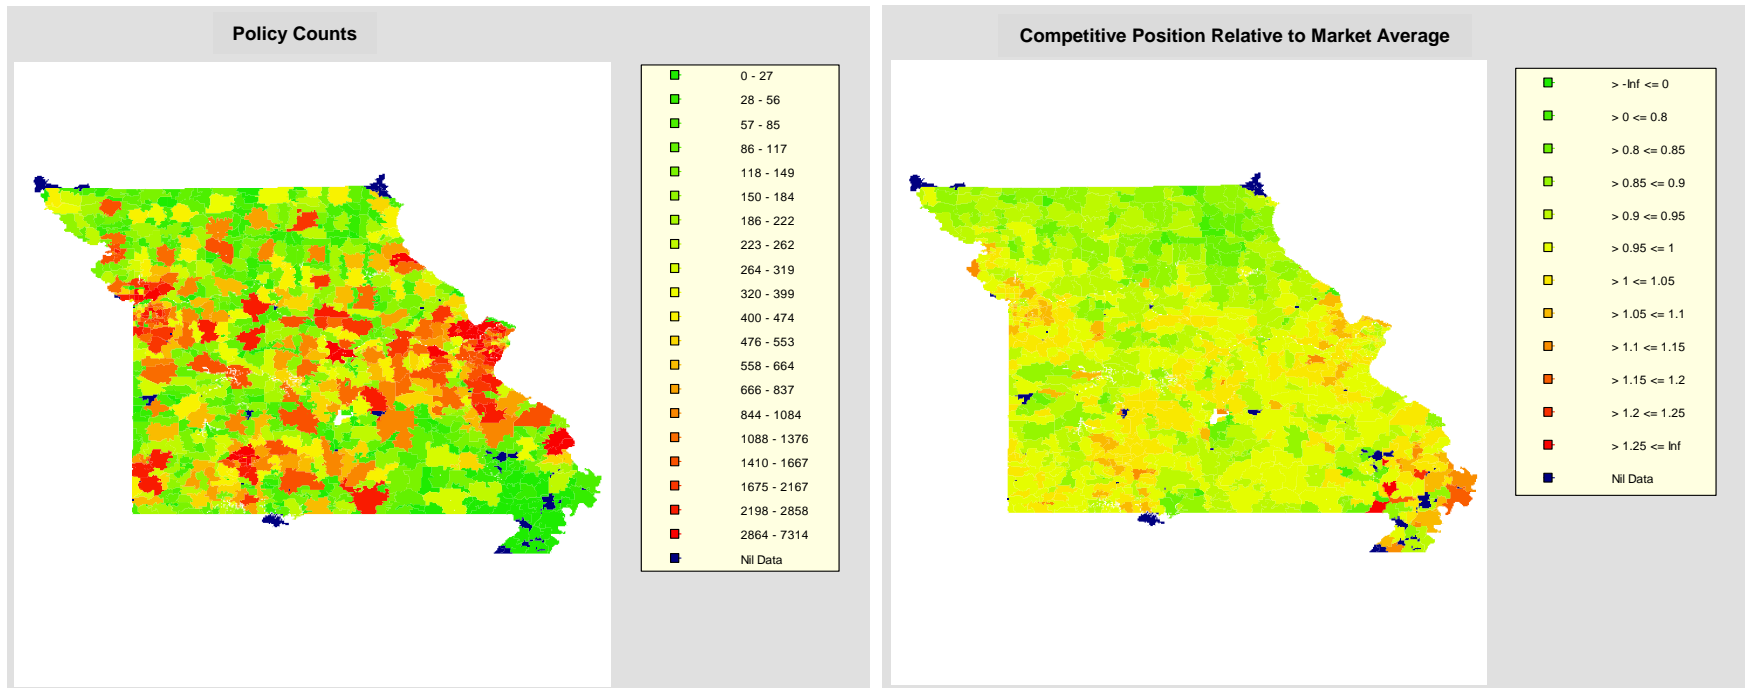 Policy Counts
0 - 27
28 - 56
57 - 85
86 - 117
118 - 149
150 - 184
186 - 222
223 - 262
264 - 319
320 - 399
400 - 474
476 - 553
558 - 664
666 - 837
844 - 1084
1088 - 1376
1410 - 1667
1675 - 2167
2198 - 2858
2864 - 7314
Nil Data
Competitive Position Relative to Market Average
> -Inf <= 0
> 0 <= 0.8
> 0.8 <= 0.85
> 0.85 <= 0.9
> 0.9 <= 0.95
> 0.95 <= 1
> 1 <= 1.05
> 1.05 <= 1.1
> 1.1 <= 1.15
> 1.15 <= 1.2
> 1.2 <= 1.25
> 1.25 <= Inf
Nil Data